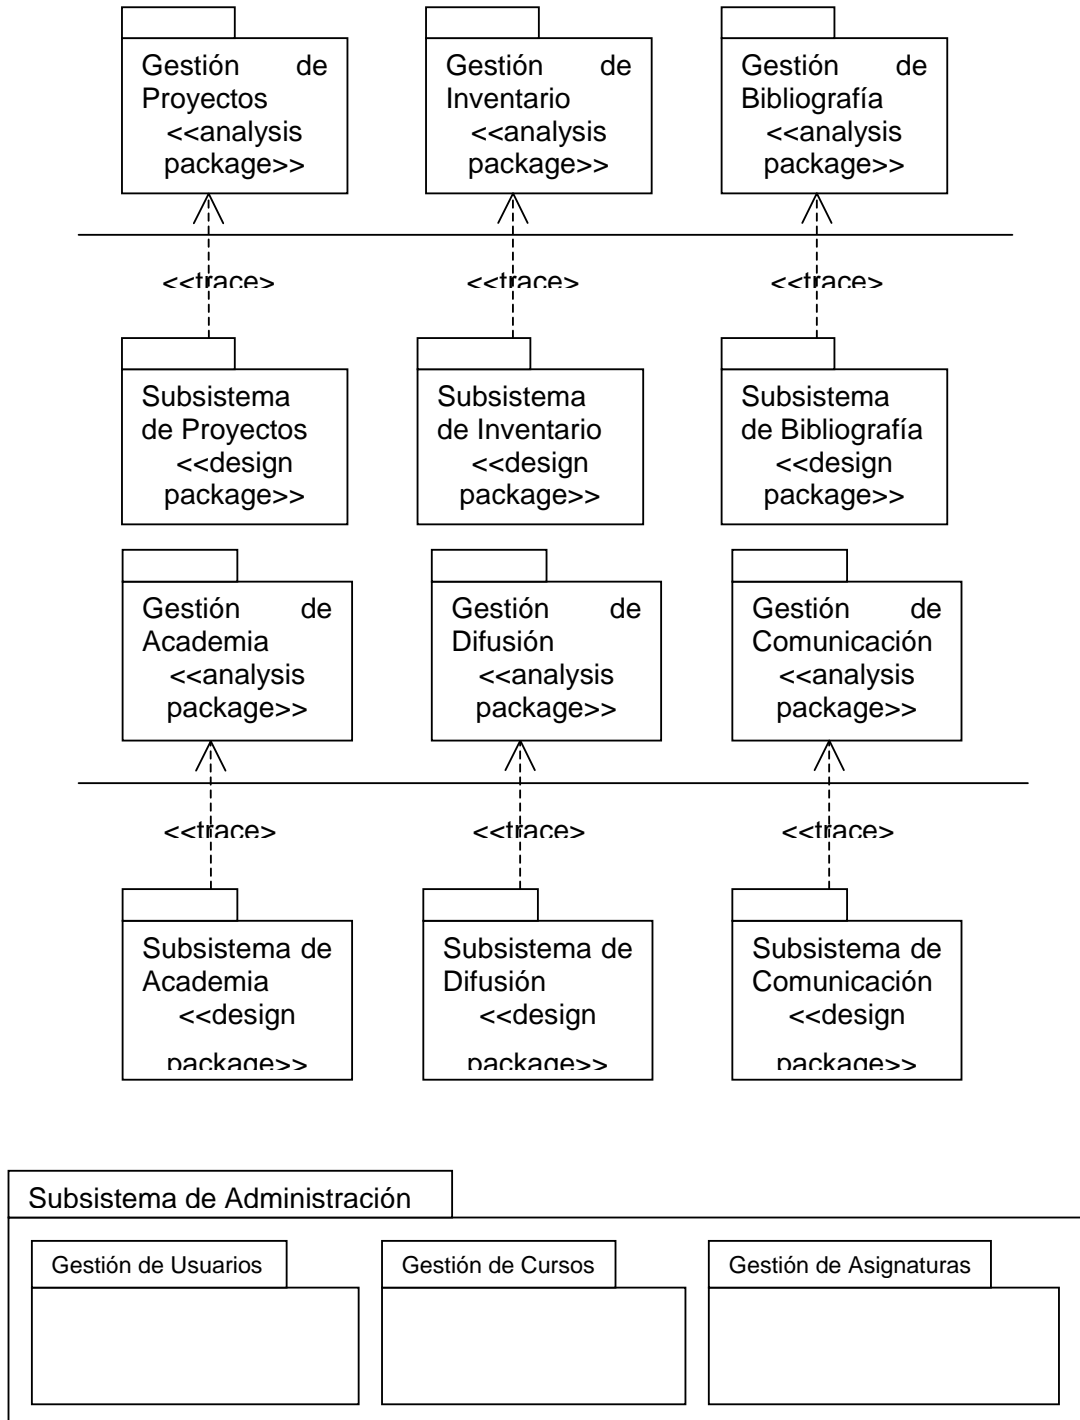 Gestión de
Proyectos
<<analysis
package>>
Gestión de
Inventario
<<analysis
package>>
Gestión de
Bibliografía
<<analysis
package>>
<<trace>
<<trace>
<<trace>
Subsistema
de Proyectos
<<design
package>>
Subsistema
de Inventario
<<design
package>>
Subsistema
de Bibliografía
<<design
package>>
Gestión de
Academia
<<analysis
package>>
Gestión de
Difusión
<<analysis
package>>
Gestión de
Comunicación
<<analysis
package>>
<<trace>
<<trace>
<<trace>
Subsistema de
Academia
<<design
package>>
Subsistema de
Difusión
<<design
package>>
Subsistema de
Comunicación
<<design
package>>
Subsistema de Administración
Gestión de Usuarios
Gestión de Cursos
Gestión de Asignaturas